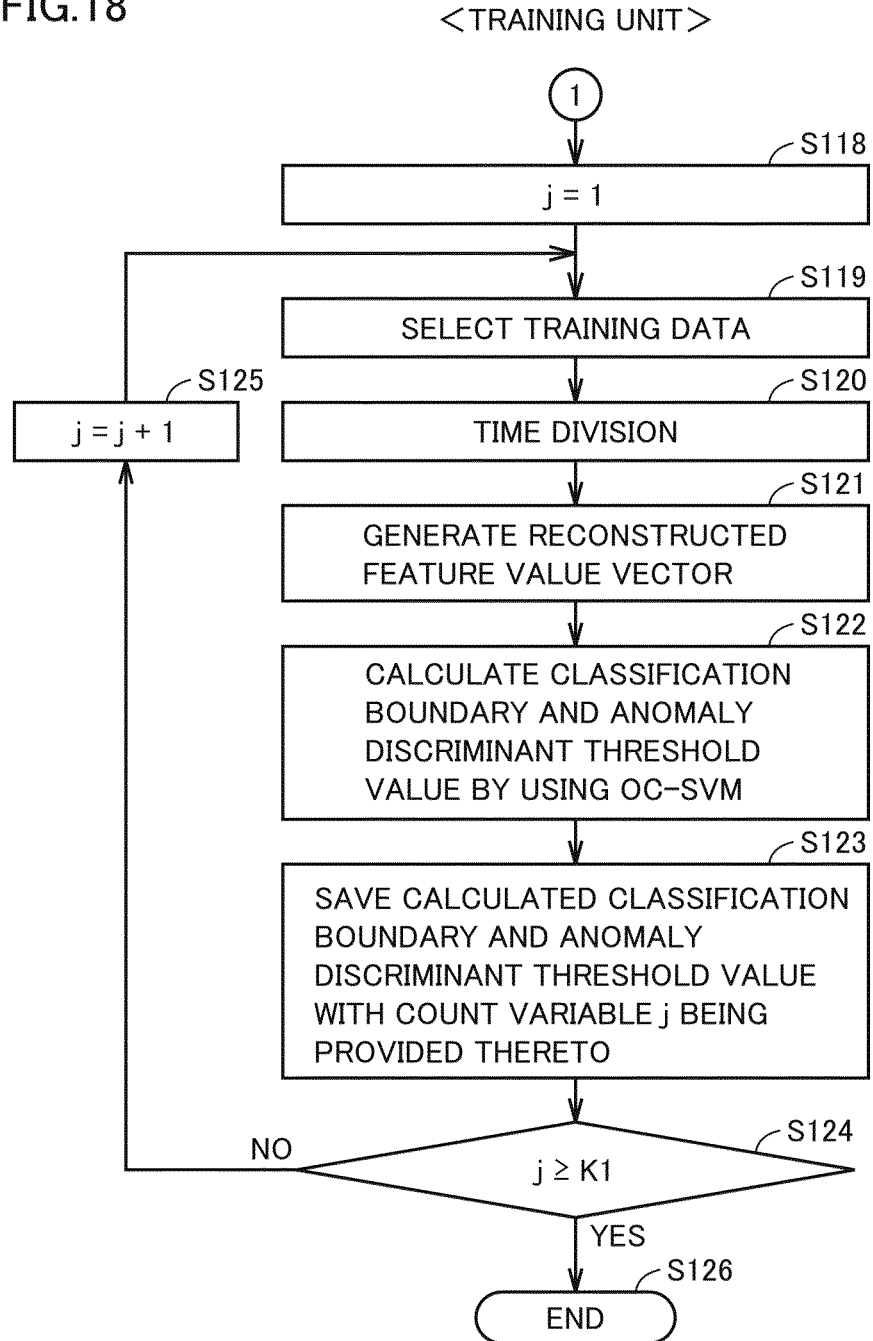 FIG.18
<TRAINING UNIT>
1
S118
j = 1
S119
SELECT TRAINING DATA
S125
j = j + 1
S120
TIME DIVISION
S121
GENERATE RECONSTRUCTED
FEATURE VALUE VECTOR
S122
CALCULATE CLASSIFICATION
BOUNDARY AND ANOMALY
DISCRIMINANT THRESHOLD
VALUE BY USING OC-SVM
S123
SAVE CALCULATED CLASSIFICATION
BOUNDARY AND ANOMALY
DISCRIMINANT THRESHOLD VALUE
WITH COUNT VARIABLE j BEING
PROVIDED THERETO
S124
NO
j ≥ K1
YES
S126
END